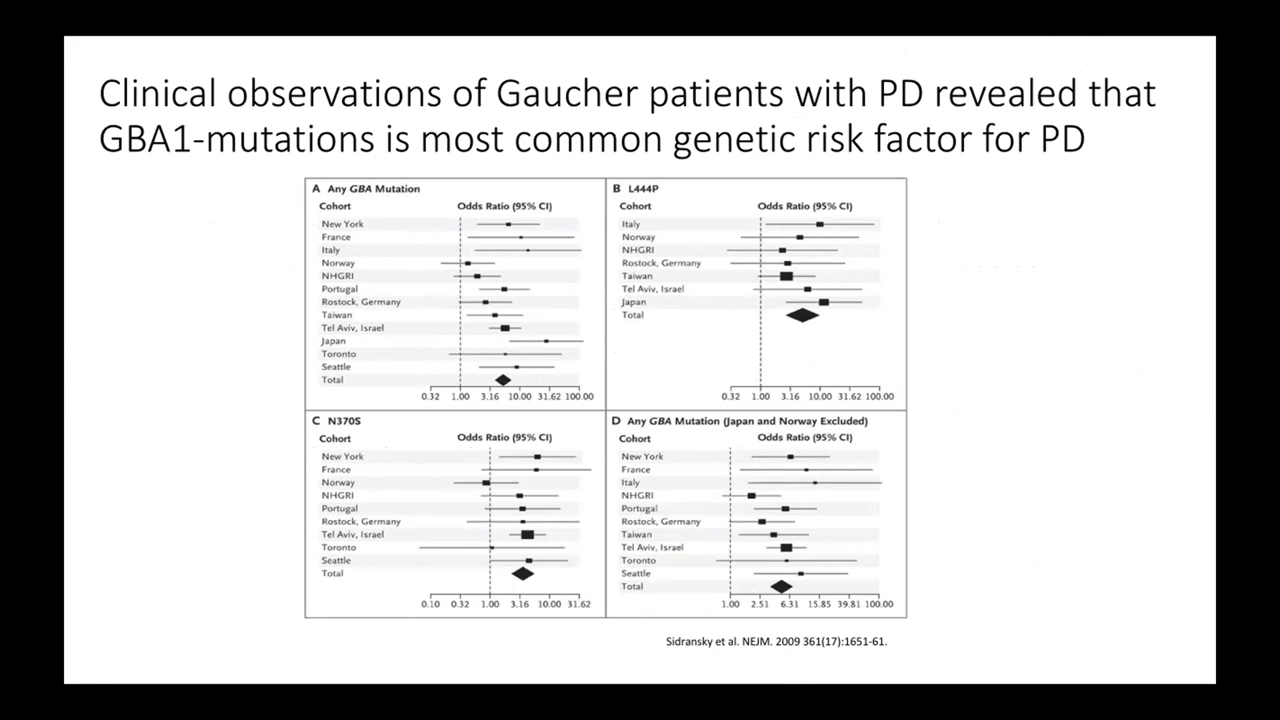 Clinical observations of Gaucher patients with PD revealed that
GBA1-mutations is most common genetic risk factor for PD
A Any GBA Mutation
Cohort Odds Ratio (95% CI)
New York
France
Italy
Norway
NHGRI
Portugal
Rostock, Germany
Taiwan
Tel Aviv, Israel
Japan
Toronto
Seattle
Total
0.32 1.00 3.16 10.00 31.62 100.00
B L444P
Cohort Odds Ratio (95% CI)
Italy
Norway
NHGRI
Rostock, Germany
Taiwan
Tel Aviv, Israel
Japan
Total
0.32 1.00 3.16 10.00 31.62 100.00
C N370S
Cohort Odds Ratio (95% CI)
New York
France
Norway
NHGRI
Portugal
Rostock, Germany
Tel Aviv, Israel
Toronto
Seattle
Total
0.10 0.32 1.00 3.16 10.00 31.62
D Any GBA Mutation (Japan and Norway Excluded)
Cohort Odds Ratio (95% CI)
New York
France
Italy
NHGRI
Portugal
Rostock, Germany
Taiwan
Tel Aviv, Israel
Toronto
Seattle
Total
1.00 2.51 6.31 15.85 39.81 100.00
Sidransky et al. NEJM. 2009 361(17):1651-61.